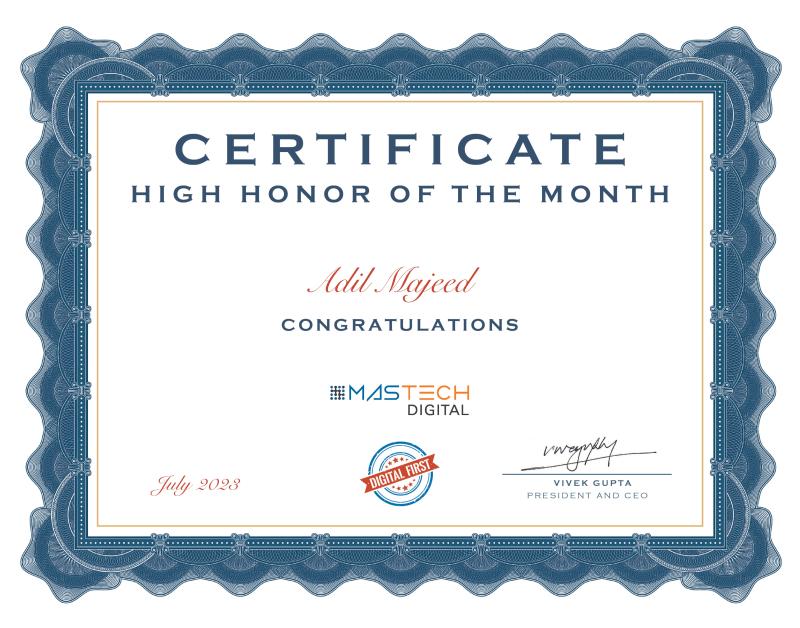 CERTIFICATE
HIGH HONOR OF THE MONTH
Adil Majeed
CONGRATULATIONS
MASTECH
DIGITAL
DIGITAL FIRST
July 2023
VIVEK GUPTA
PRESIDENT AND CEO